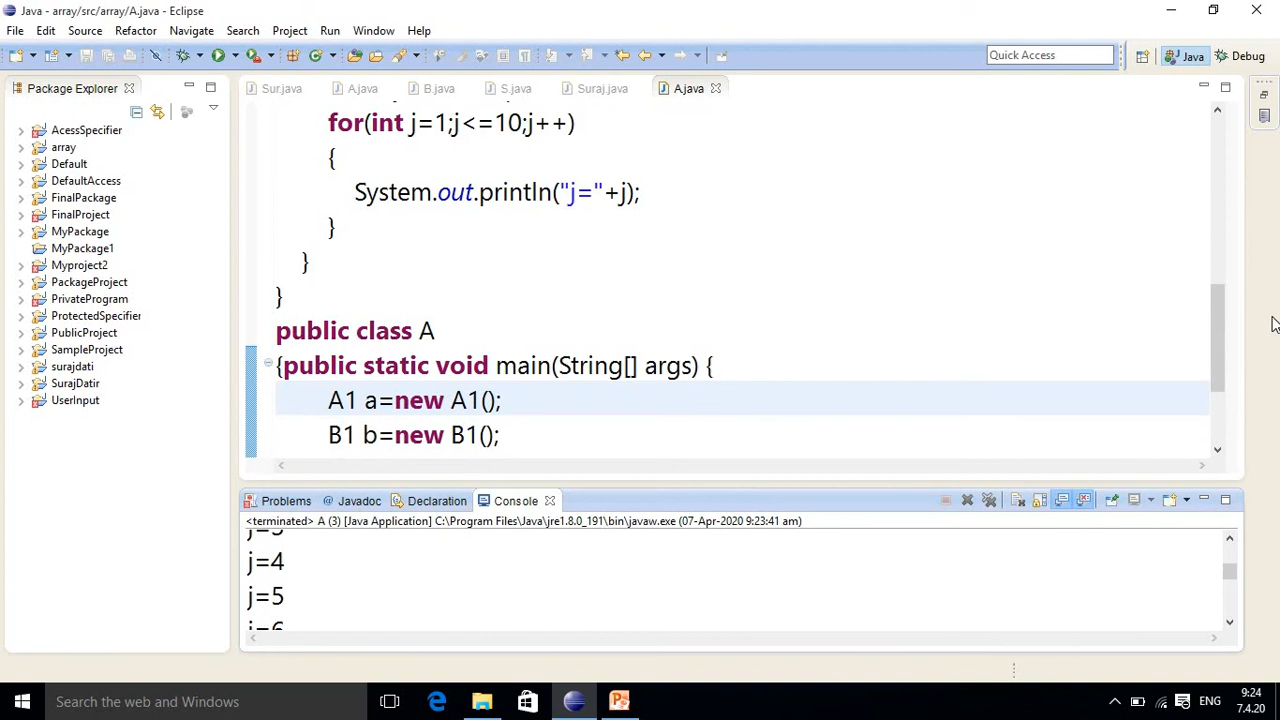 Java - array/src/array/A.java - Eclipse
File Edit Source Refactor Navigate Search Project Run Window Help
Quick Access
Java
Debug
Package Explorer
AcessSpecifier
array
Default
DefaultAccess
FinalPackage
FinalProject
MyPackage
MyPackage1
Myproject2
PackageProject
PrivateProgram
ProtectedSpecifier
PublicProject
SampleProject
surajdati
SurajDatir
UserInput
Sur.java A.java B.java S.java Suraj.java A.java
for(int j=1;j<=10;j++)
{
System.out.println("j="+j);
}
}
}
public class A
{public static void main(String[] args) {
A1 a=new A1();
B1 b=new B1();
Problems @ Javadoc Declaration Console
<terminated> A (3) [Java Application] C:\Program Files\Java\jre1.8.0_191\bin\javaw.exe (07-Apr-2020 9:23:41 am)
j=4
j=5
Search the web and Windows
ENG
9:24
7.4.20